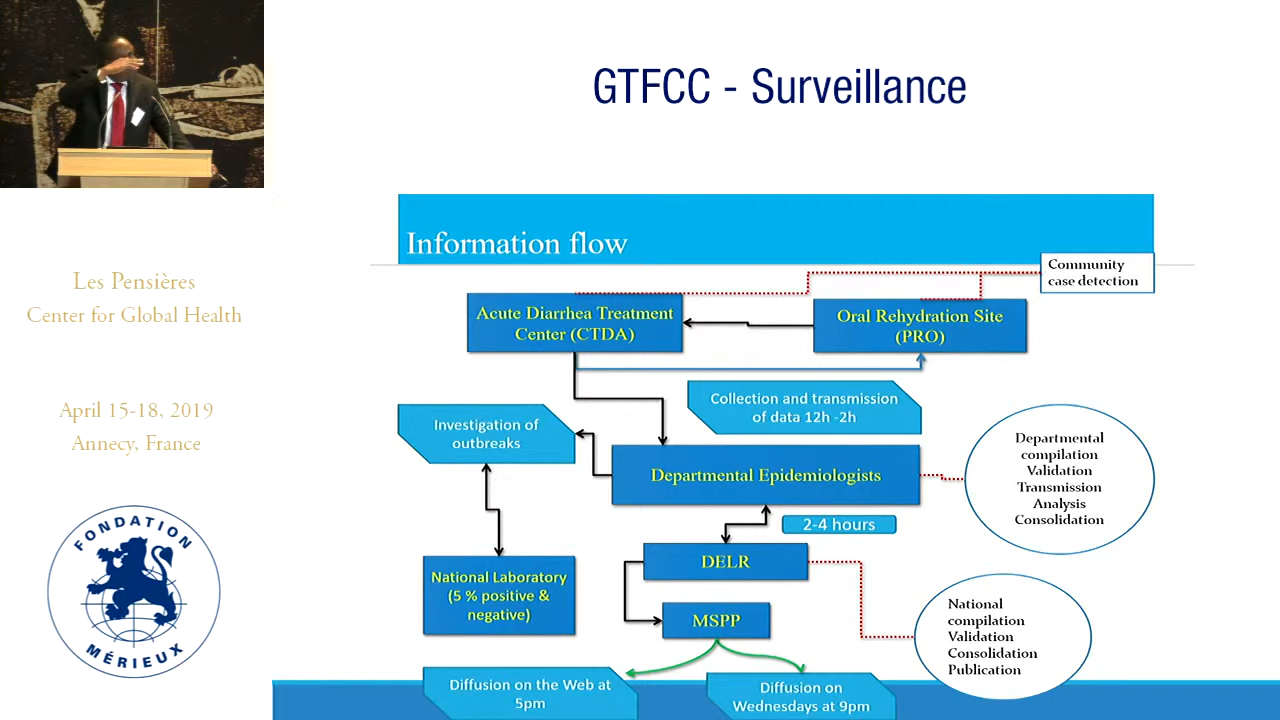 GTFCC - Surveillance
Les Pensières
Center for Global Health
April 15-18, 2019
Annecy, France
FONDATION
MÉRIEUX
Information flow
Community
case detection
Acute Diarrhea Treatment
Center (CTDA)
Oral Rehydration Site
(PRO)
Collection and transmission
of data 12h -2h
Investigation of
outbreaks
Departmental Epidemiologists
Departmental
compilation
Validation
Transmission
Analysis
Consolidation
2-4 hours
DELR
National Laboratory
(5 % positive &
negative)
MSPP
National
compilation
Validation
Consolidation
Publication
Diffusion on the Web at
5pm
Diffusion on
Wednesdays at 9pm